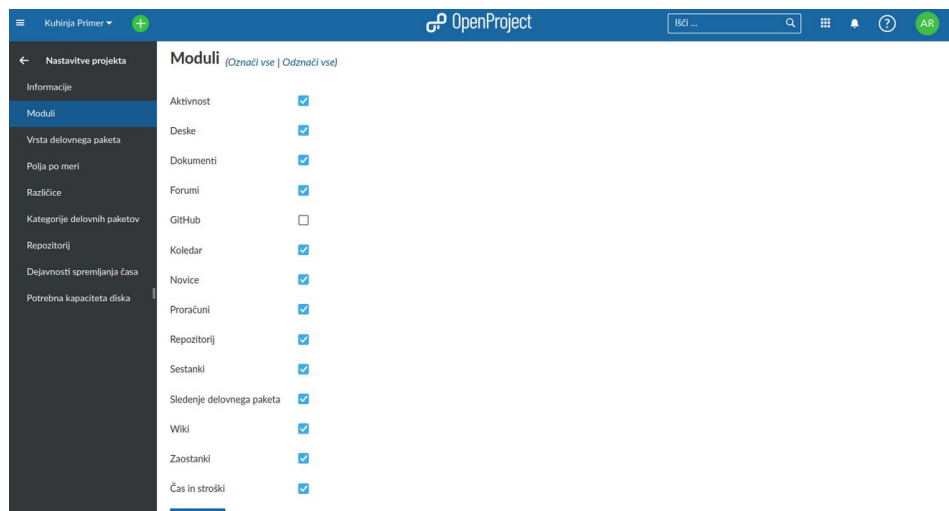 Kuhinja Primer
OpenProject
Išči ...
?
AR
Nastavitve projekta
Informacije
Moduli
Vrsta delovnega paketa
Polja po meri
Različice
Kategorije delovnih paketov
Repozitorij
Dejavnosti spremljanja časa
Potrebna kapaciteta diska
Moduli (Označi vse | Odznači vse)
Aktivnost
Deske
Dokumenti
Forumi
GitHub
Koledar
Novice
Proračuni
Repozitorij
Sestanki
Sledenje delovnega paketa
Wiki
Zaostanki
Čas in stroški